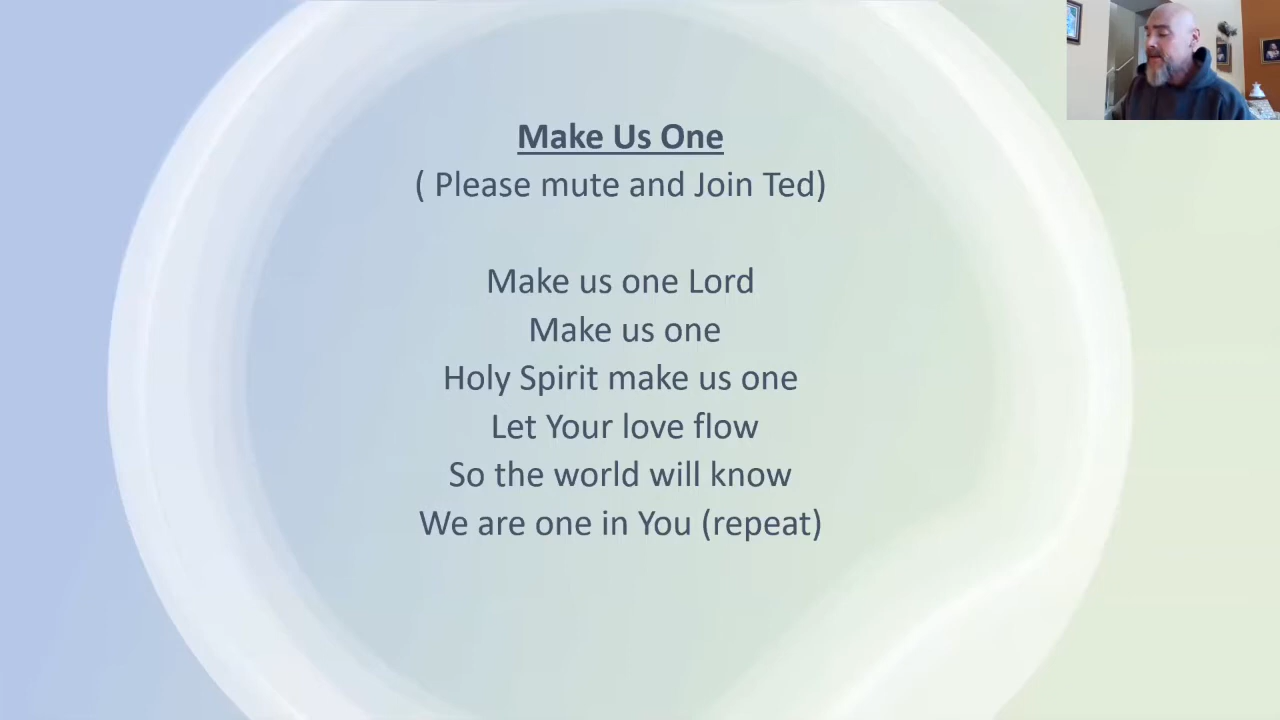 Make Us One
( Please mute and Join Ted)
Make us one Lord
Make us one
Holy Spirit make us one
Let Your love flow
So the world will know
We are one in You (repeat)